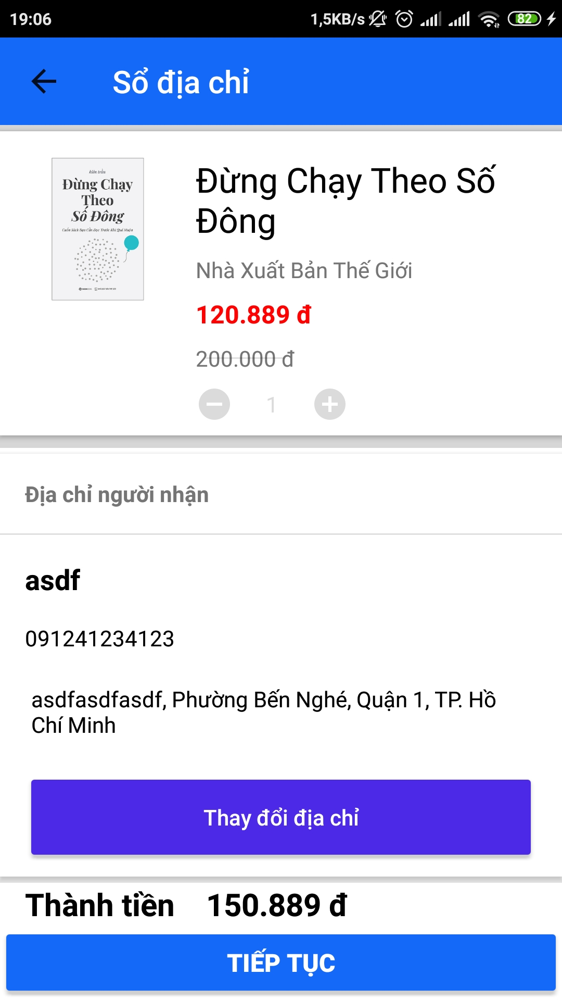 19:06
1,5KB/s
82
Sổ địa chỉ
kiên trần
Đừng Chạy
Theo
Số Đông
Cuốn Sách Bạn Cần Đọc Trước Khi Quá Muộn
Đừng Chạy Theo Số
Đông
Nhà Xuất Bản Thế Giới
120.889 đ
200.000 đ
1
Địa chỉ người nhận
asdf
091241234123
asdfasdfasdf, Phường Bến Nghé, Quận 1, TP. Hồ
Chí Minh
Thay đổi địa chỉ
Thành tiền 150.889 đ
TIẾP TỤC